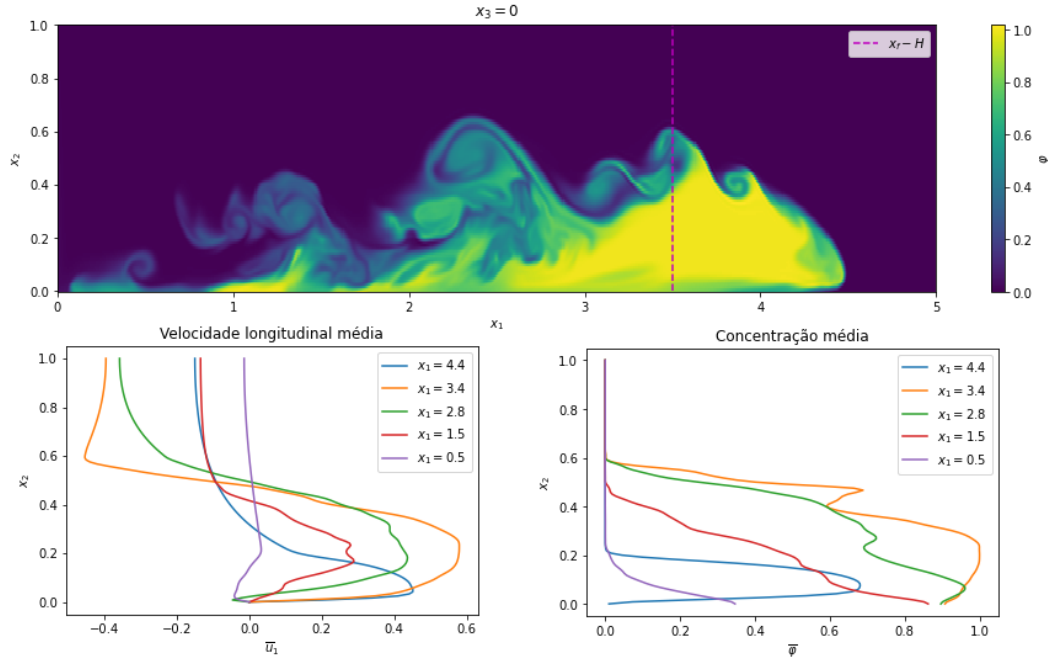 x₃ = 0
1.0
0.8
0.6
0.4
0.2
0.0
x₂
x_f − H
0
1
2
3
4
5
x₁
1.0
0.8
0.6
0.4
0.2
0.0
φ
Velocidade longitudinal média
1.0
0.8
0.6
0.4
0.2
0.0
x₂
x₁ = 4.4
x₁ = 3.4
x₁ = 2.8
x₁ = 1.5
x₁ = 0.5
−0.4
−0.2
0.0
0.2
0.4
0.6
u̅₁
Concentração média
1.0
0.8
0.6
0.4
0.2
0.0
x₂
x₁ = 4.4
x₁ = 3.4
x₁ = 2.8
x₁ = 1.5
x₁ = 0.5
0.0
0.2
0.4
0.6
0.8
1.0
φ̅